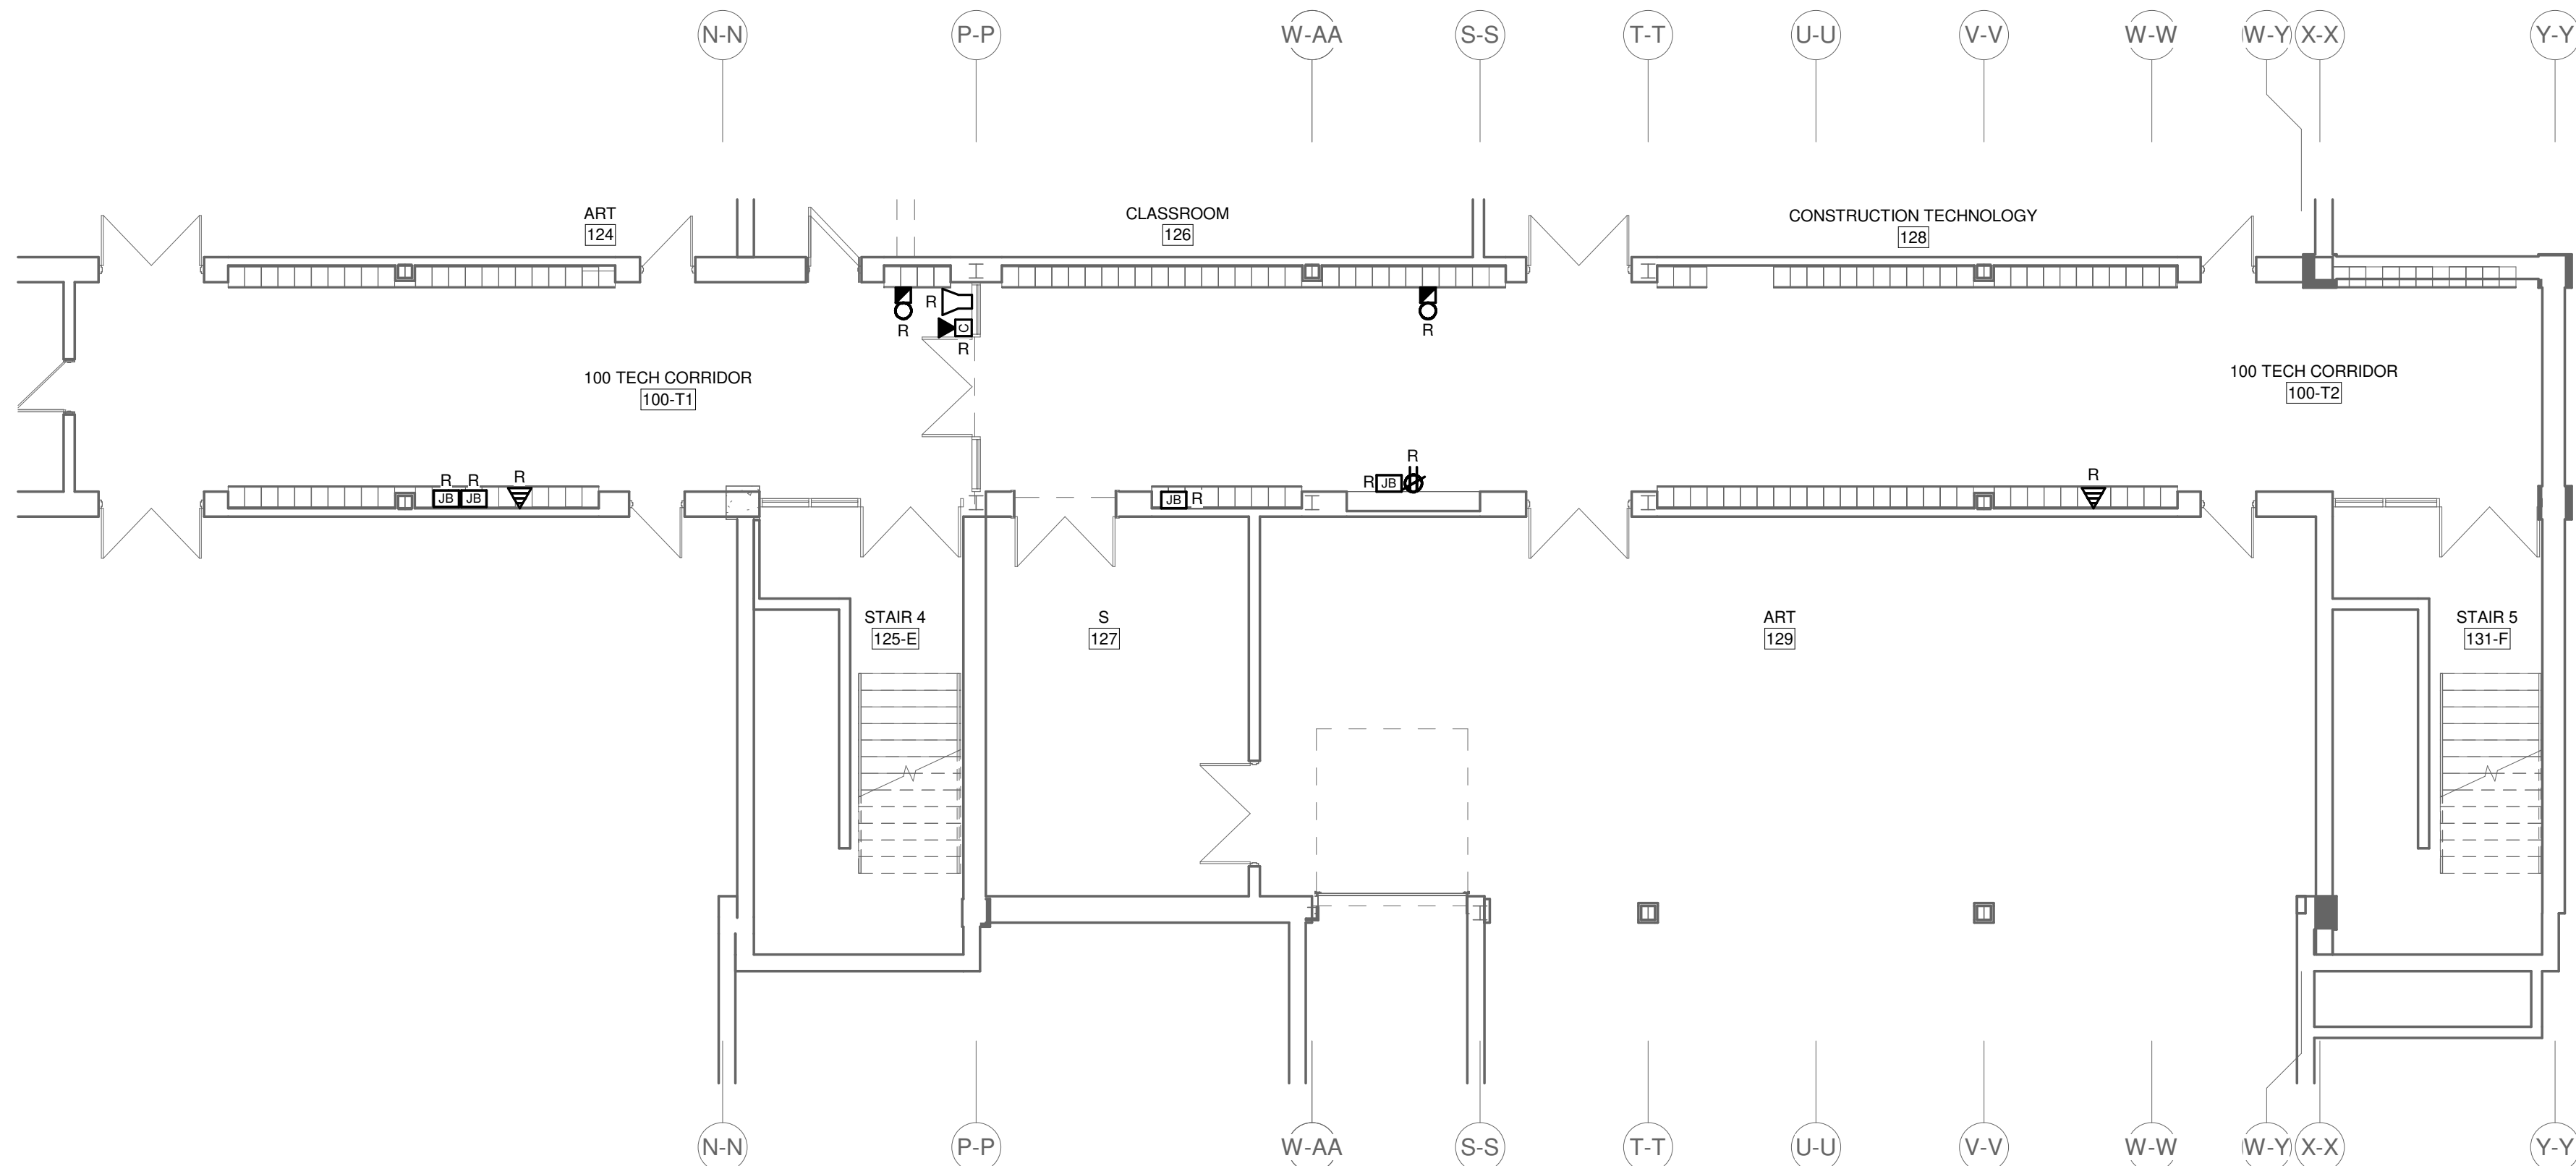 N-N P-P W-AA S-S T-T U-U V-V W-W W-Y X-X Y-Y
ART
124
CLASSROOM
126
CONSTRUCTION TECHNOLOGY
128
R
R
C
R
R
100 TECH CORRIDOR
100-T1
100 TECH CORRIDOR
100-T2
R R R
JB JB
JB R
R
R JB
R
STAIR 4
125-E
S
127
ART
129
STAIR 5
131-F
N-N P-P W-AA S-S T-T U-U V-V W-W W-Y X-X Y-Y